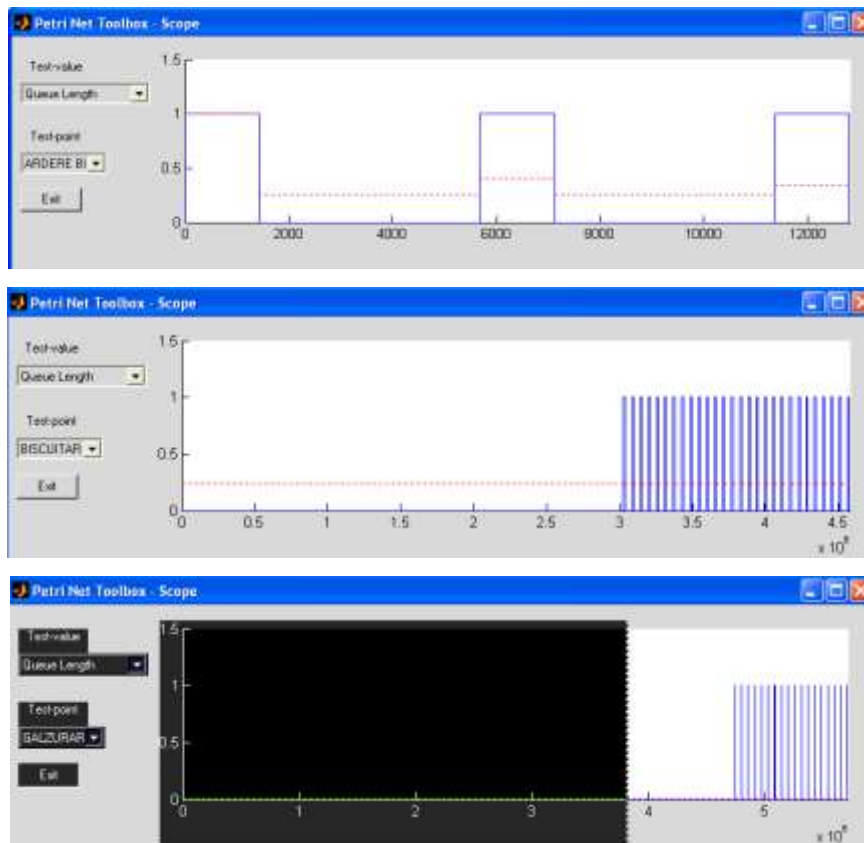 Petri Net Toolbox - Scope
Test-value
Queue Length
Test-point
ARDERE BI
Exit
1.5
1
0.5
0
0 2000 4000 6000 8000 10000 12000
Petri Net Toolbox - Scope
Test-value
Queue Length
Test-point
BISCUITAR
Exit
1.5
1
0.5
0
0 0.5 1 1.5 2 2.5 3 3.5 4 4.5
x 10
Petri Net Toolbox - Scope
Test-value
Queue Length
Test-point
GALZURAR
Exit
1.5
1
0.5
0
0 1 2 3 4 5
x 10